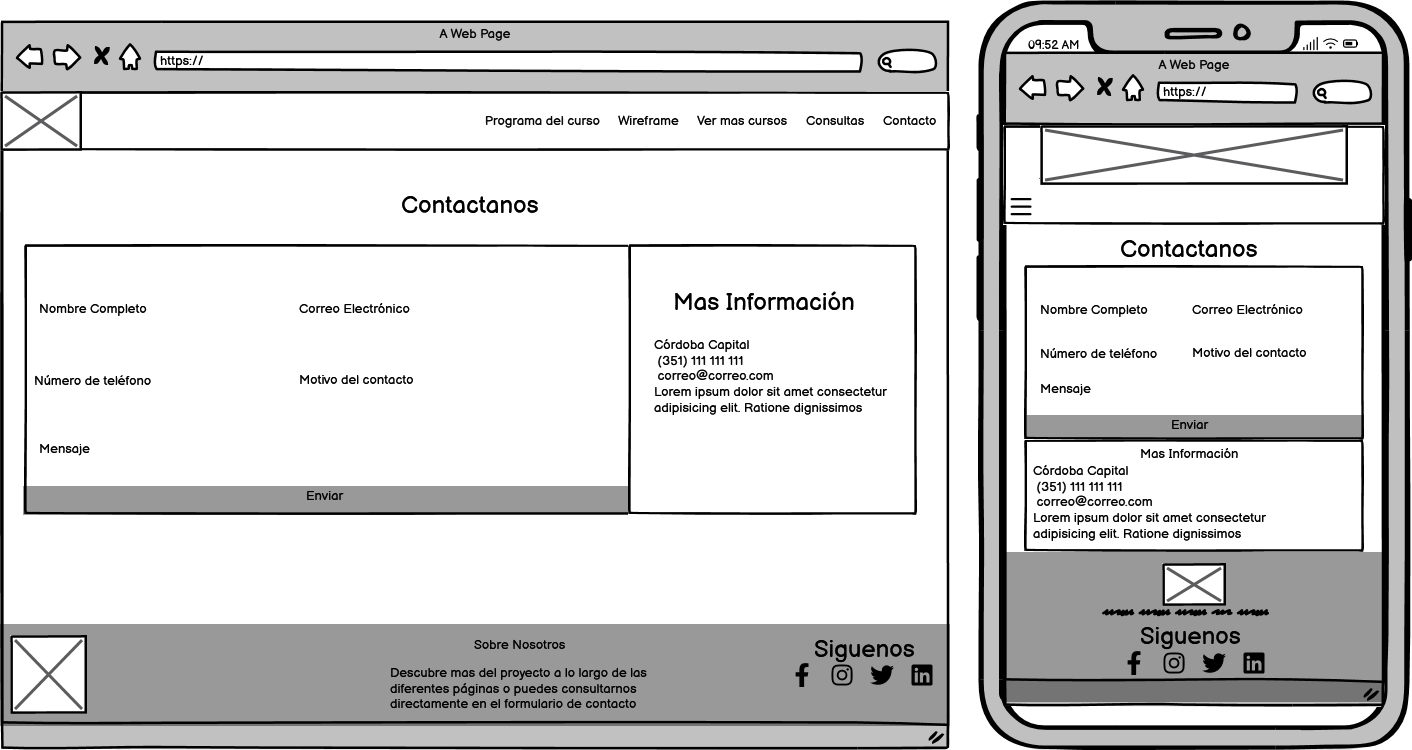 A Web Page
https://
Programa del curso Wireframe Ver mas cursos Consultas Contacto
Contactanos
Nombre Completo Correo Electrónico
Número de teléfono Motivo del contacto
Mensaje
Enviar
Mas Información
Córdoba Capital
(351) 111 111 111
correo@correo.com
Lorem ipsum dolor sit amet consectetur
adipisicing elit. Ratione dignissimos
Sobre Nosotros
Descubre mas del proyecto a lo largo de las
diferentes páginas o puedes consultarnos
directamente en el formulario de contacto
Siguenos
09:52 AM
A Web Page
https://
Contactanos
Nombre Completo Correo Electrónico
Número de teléfono Motivo del contacto
Mensaje
Enviar
Mas Información
Córdoba Capital
(351) 111 111 111
correo@correo.com
Lorem ipsum dolor sit amet consectetur
adipisicing elit. Ratione dignissimos
Siguenos